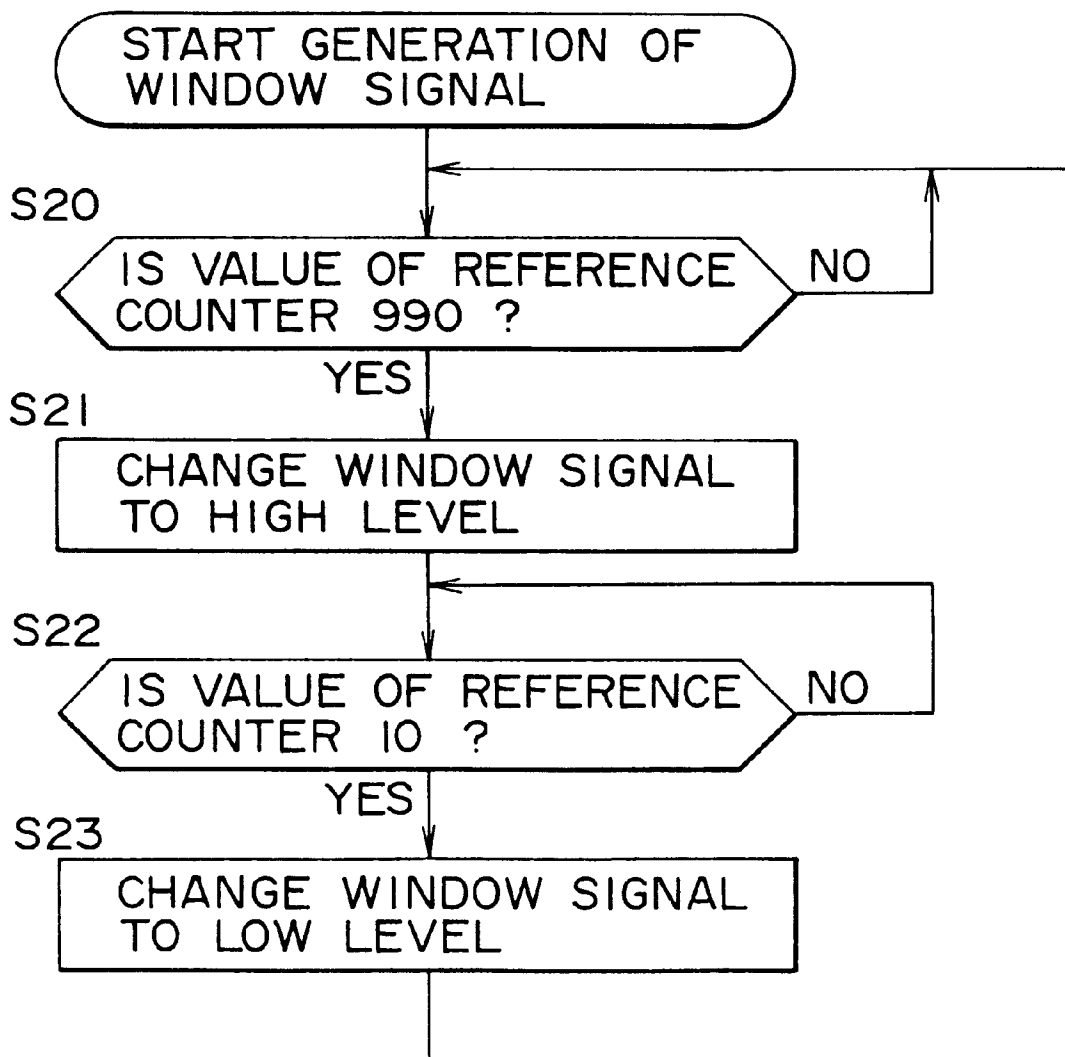 START GENERATION OF
WINDOW SIGNAL
S20
IS VALUE OF REFERENCE
COUNTER 990 ?
NO
YES
S21
CHANGE WINDOW SIGNAL
TO HIGH LEVEL
S22
IS VALUE OF REFERENCE
COUNTER 10 ?
NO
YES
S23
CHANGE WINDOW SIGNAL
TO LOW LEVEL